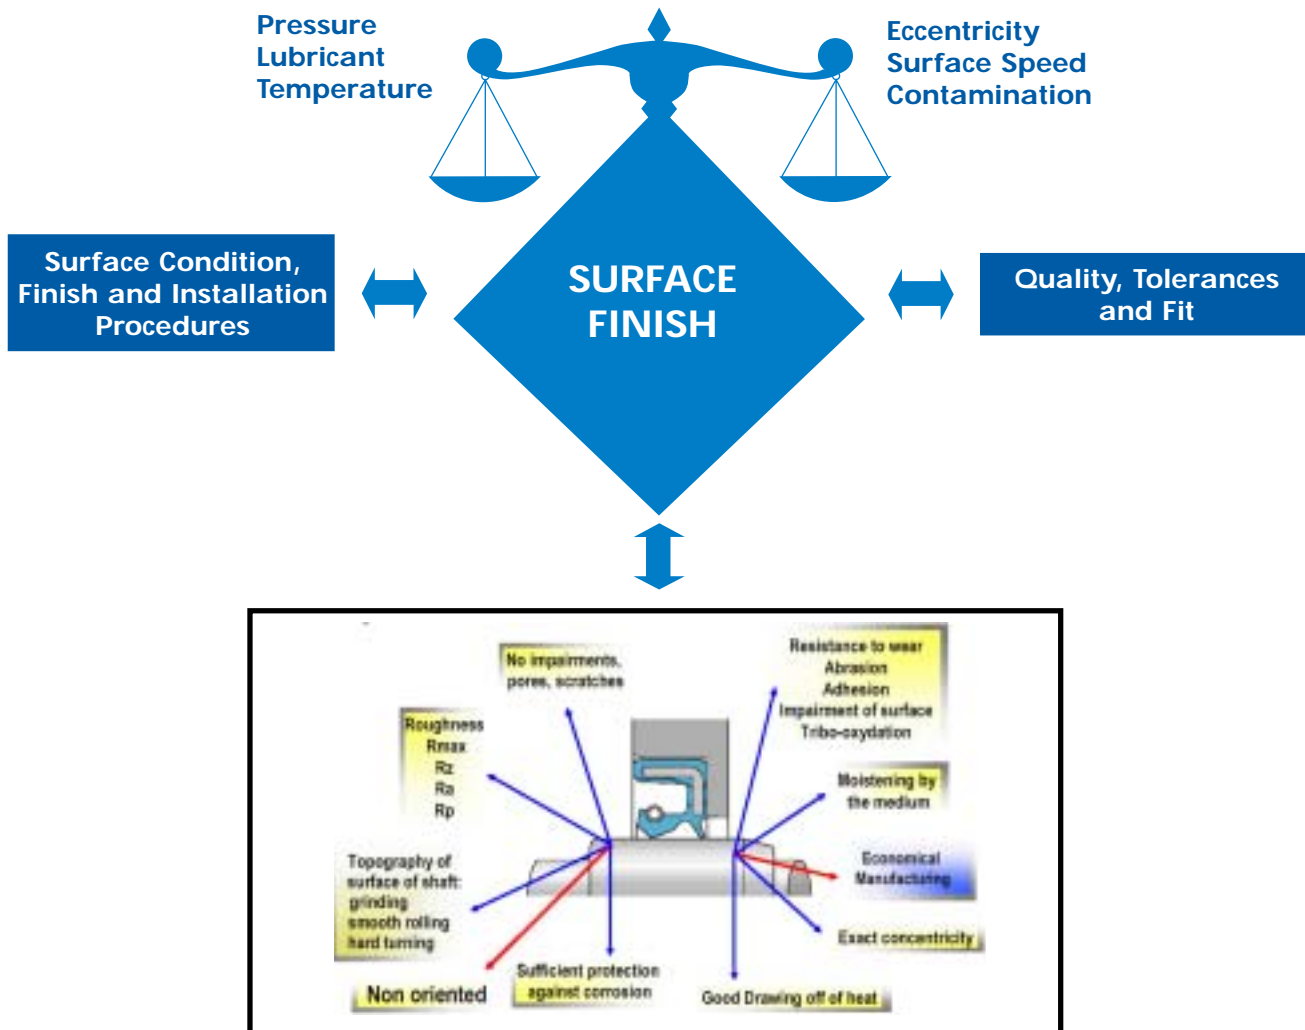 Pressure
Lubricant
Temperature
Eccentricity
Surface Speed
Contamination
Surface Condition,
Finish and Installation
Procedures
SURFACE
FINISH
Quality, Tolerances
and Fit
No impairments,
pores, scratches
Resistance to wear
Abrasion
Adhesion
Impairment of surface
Tribo-oxydation
Roughness
Rmax
Rz
Ra
Rp
Moistening by
the medium
Topography of
surface of shaft:
grinding
smooth rolling
hard turning
Economical
Manufacturing
Exact concentricity
Non oriented
Sufficient protection
against corrosion
Good Drawing off of heat